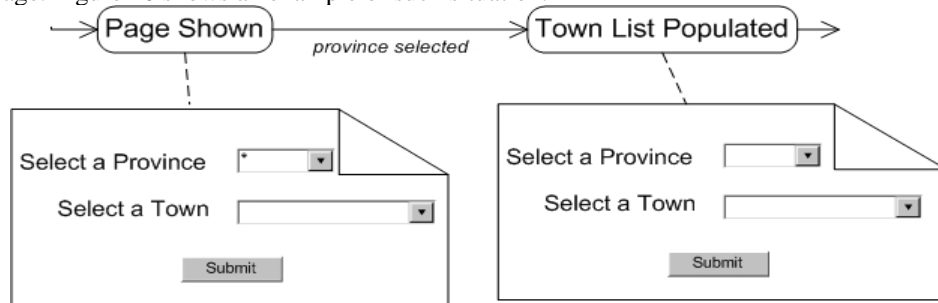 Page Shown
province selected
Town List Populated
Select a Province *
Select a Town
Submit
Select a Province
Select a Town
Submit